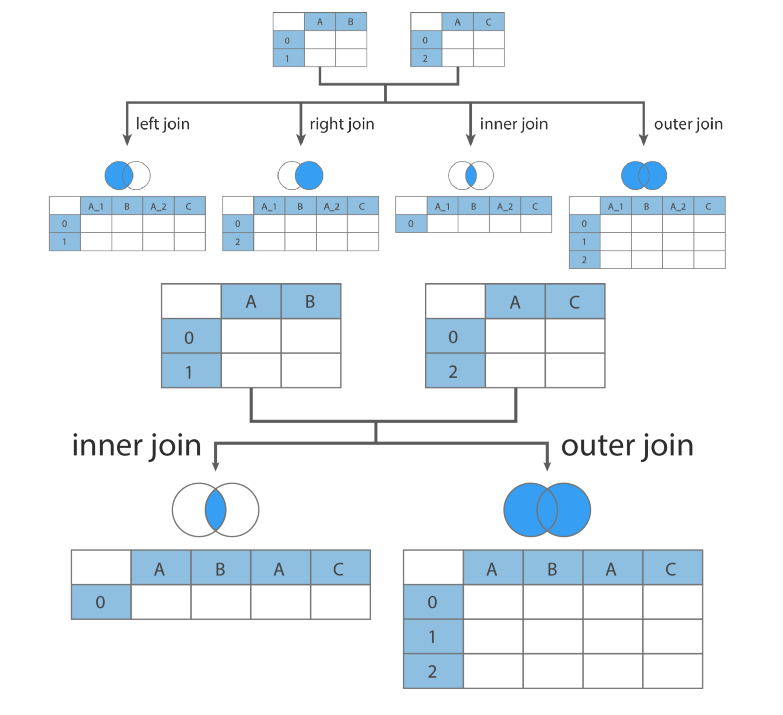 A B A C
0 0
1 2
left join right join inner join outer join
A_1 B A_2 C A_1 B A_2 C A_1 B A_2 C A_1 B A_2 C
0 0 0 0
1 2 1
2
A B A C
0 0
1 2
inner join outer join
A B A C A B A C
0 0
1
2